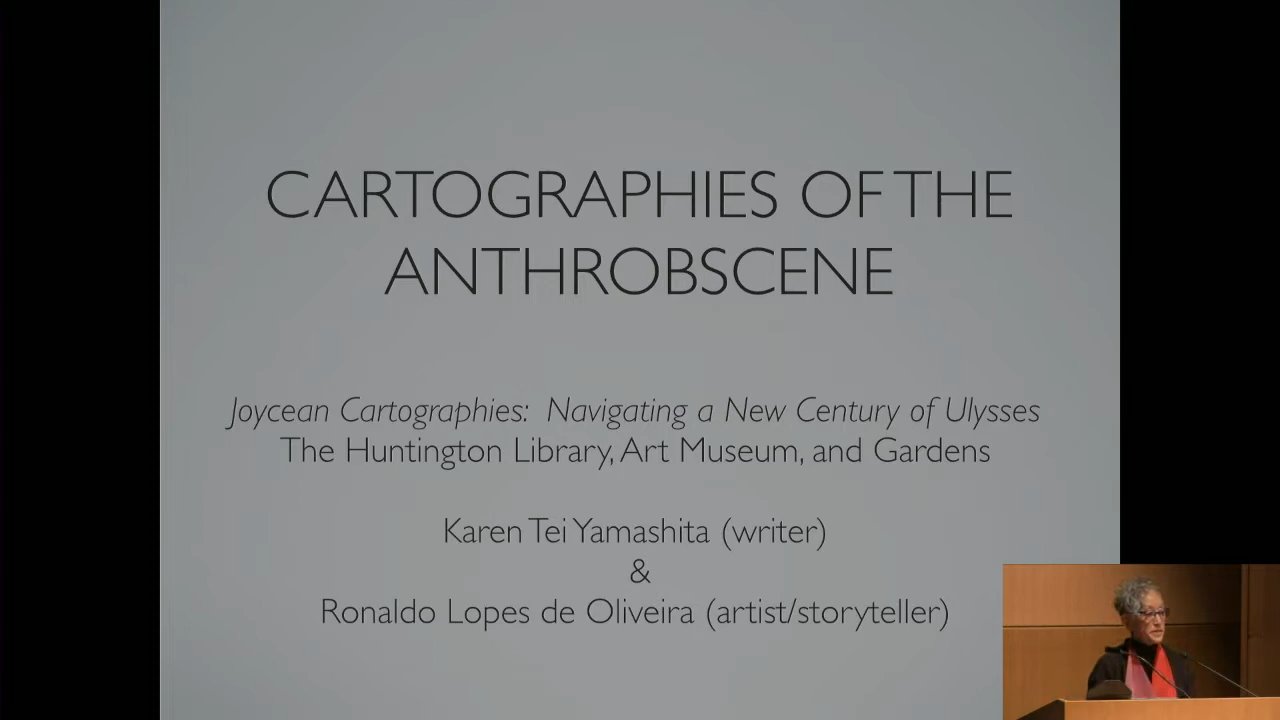 CARTOGRAPHIES OF THE
ANTHROBSCENE
Joycean Cartographies: Navigating a New Century of Ulysses
The Huntington Library, Art Museum, and Gardens
Karen Tei Yamashita (writer)
&
Ronaldo Lopes de Oliveira (artist/storyteller)